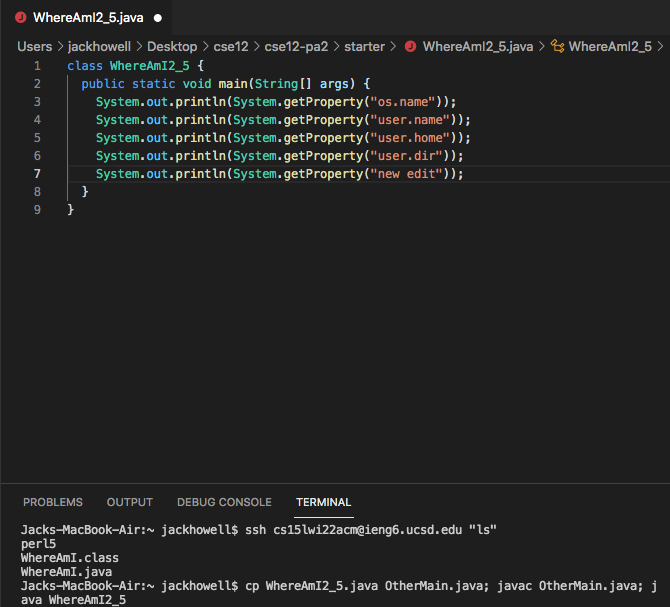 WhereAmI2_5.java
Users > jackhowell > Desktop > cse12 > cse12-pa2 > starter > WhereAmI2_5.java > WhereAmI2_5 >
1 class WhereAmI2_5 {
2 public static void main(String[] args) {
3 System.out.println(System.getProperty("os.name"));
4 System.out.println(System.getProperty("user.name"));
5 System.out.println(System.getProperty("user.home"));
6 System.out.println(System.getProperty("user.dir"));
7 System.out.println(System.getProperty("new edit"));
8 }
9 }
PROBLEMS OUTPUT DEBUG CONSOLE TERMINAL
Jacks-MacBook-Air:~ jackhowell$ ssh cs15lwi22acm@ieng6.ucsd.edu "ls"
perl5
WhereAmI.class
WhereAmI.java
Jacks-MacBook-Air:~ jackhowell$ cp WhereAmI2_5.java OtherMain.java; javac OtherMain.java; j
ava WhereAmI2_5